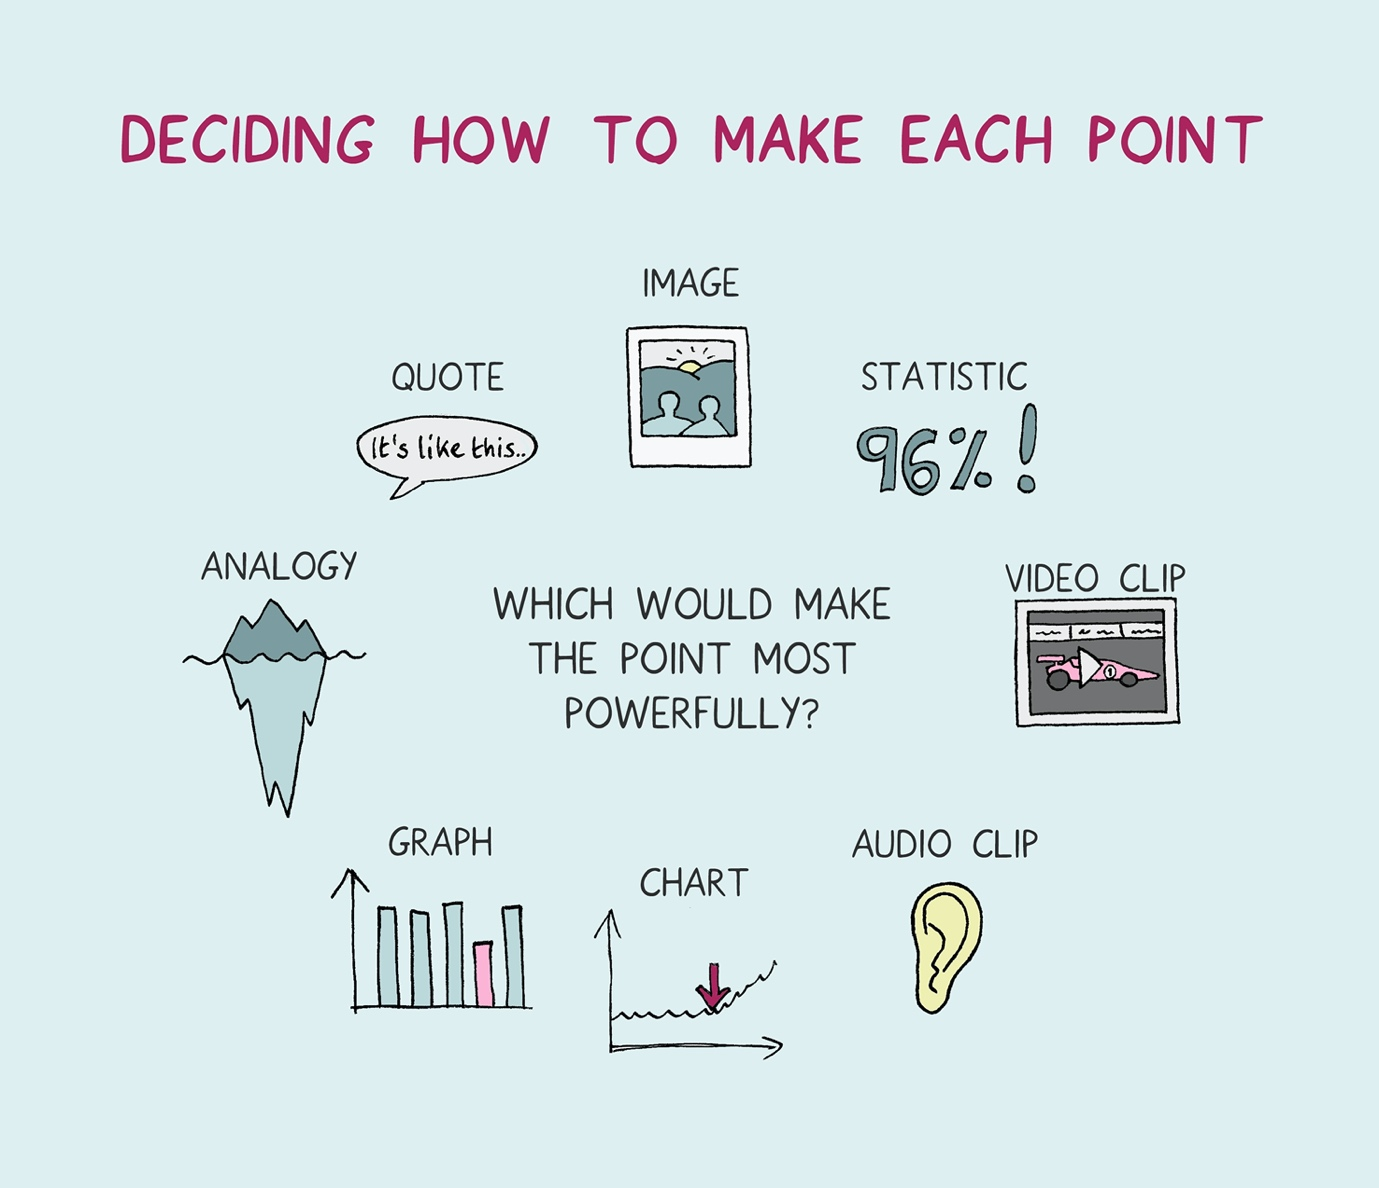 DECIDING HOW TO MAKE EACH POINT
IMAGE
QUOTE
It's like this..
STATISTIC
96%!
ANALOGY
WHICH WOULD MAKE
THE POINT MOST
POWERFULLY?
VIDEO CLIP
1
GRAPH
CHART
AUDIO CLIP